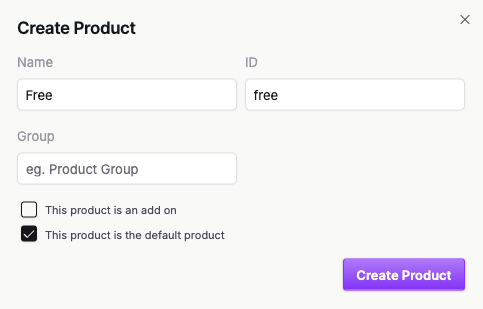 Create Product
Name
ID
Free
free
Group
eg. Product Group
This product is an add on
This product is the default product
Create Product